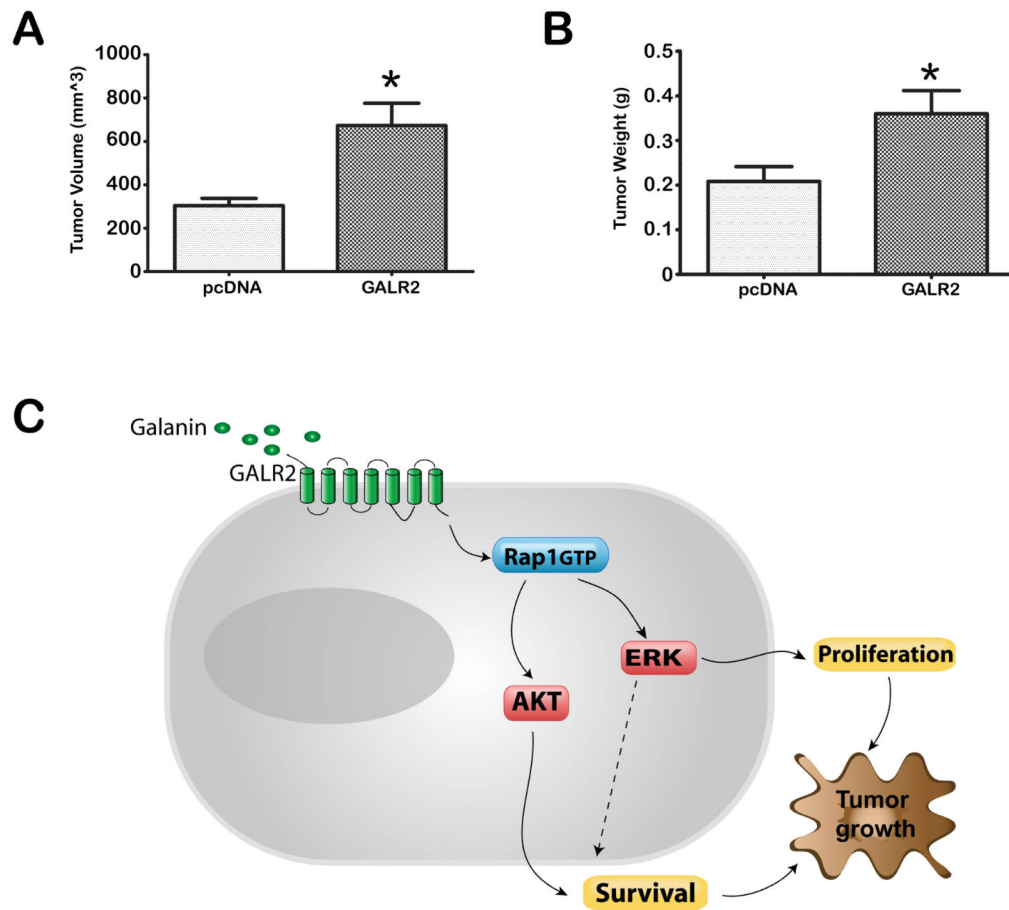 A
Tumor Volume (mm^3)
1000
800
600
400
200
0
*
pcDNA
GALR2
B
Tumor Weight (g)
0.5
0.4
0.3
0.2
0.1
0
*
pcDNA
GALR2
C
Galanin
GALR2
Rap1GTP
ERK
Proliferation
AKT
Tumor
growth
Survival